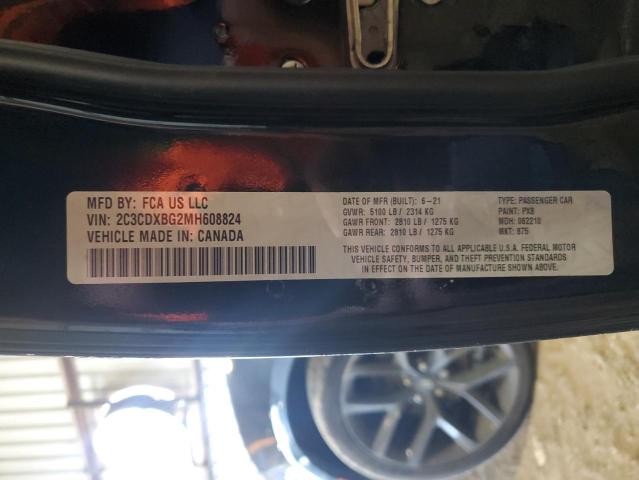 MFD BY: FCA US LLC
VIN: 2C3CDXBG2MH608824
VEHICLE MADE IN: CANADA
DATE OF MFR (BUILT): 6-21
GVWR: 5100 LB / 2314 KG
GAWR FRONT: 2810 LB / 1275 KG
GAWR REAR: 2810 LB / 1275 KG
TYPE: PASSENGER CAR
PAINT: PX8
MDH: 062210
MKT: B75
THIS VEHICLE CONFORMS TO ALL APPLICABLE U.S.A. FEDERAL MOTOR
VEHICLE SAFETY, BUMPER, AND THEFT PREVENTION STANDARDS
IN EFFECT ON THE DATE OF MANUFACTURE SHOWN ABOVE.